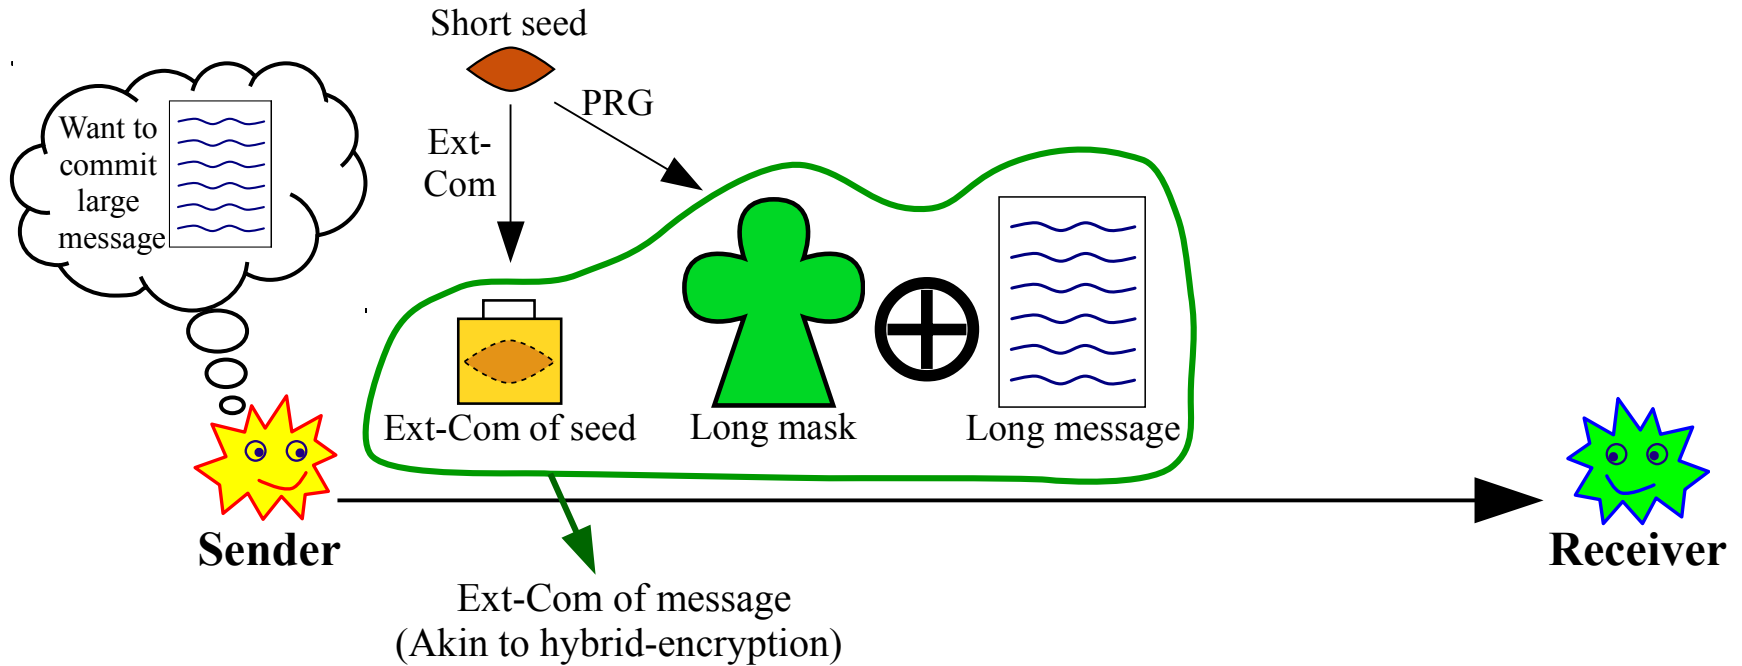 Short seed
PRG
Want to
commit
large
message
Ext-
Com
Ext-Com of seed
Long mask
Long message
Sender
Receiver
Ext-Com of message
(Akin to hybrid-encryption)